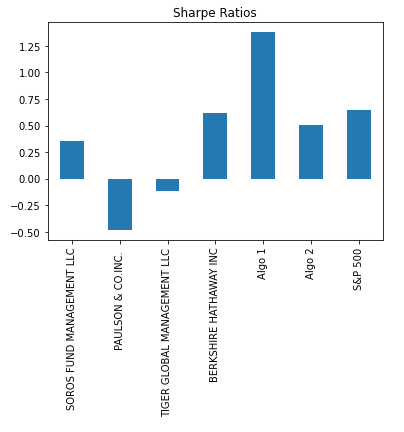 Sharpe Ratios
1.25
1.00
0.75
0.50
0.25
0.00
−0.25
−0.50
SOROS FUND MANAGEMENT LLC
PAULSON & CO.INC.
TIGER GLOBAL MANAGEMENT LLC
BERKSHIRE HATHAWAY INC
Algo 1
Algo 2
S&P 500